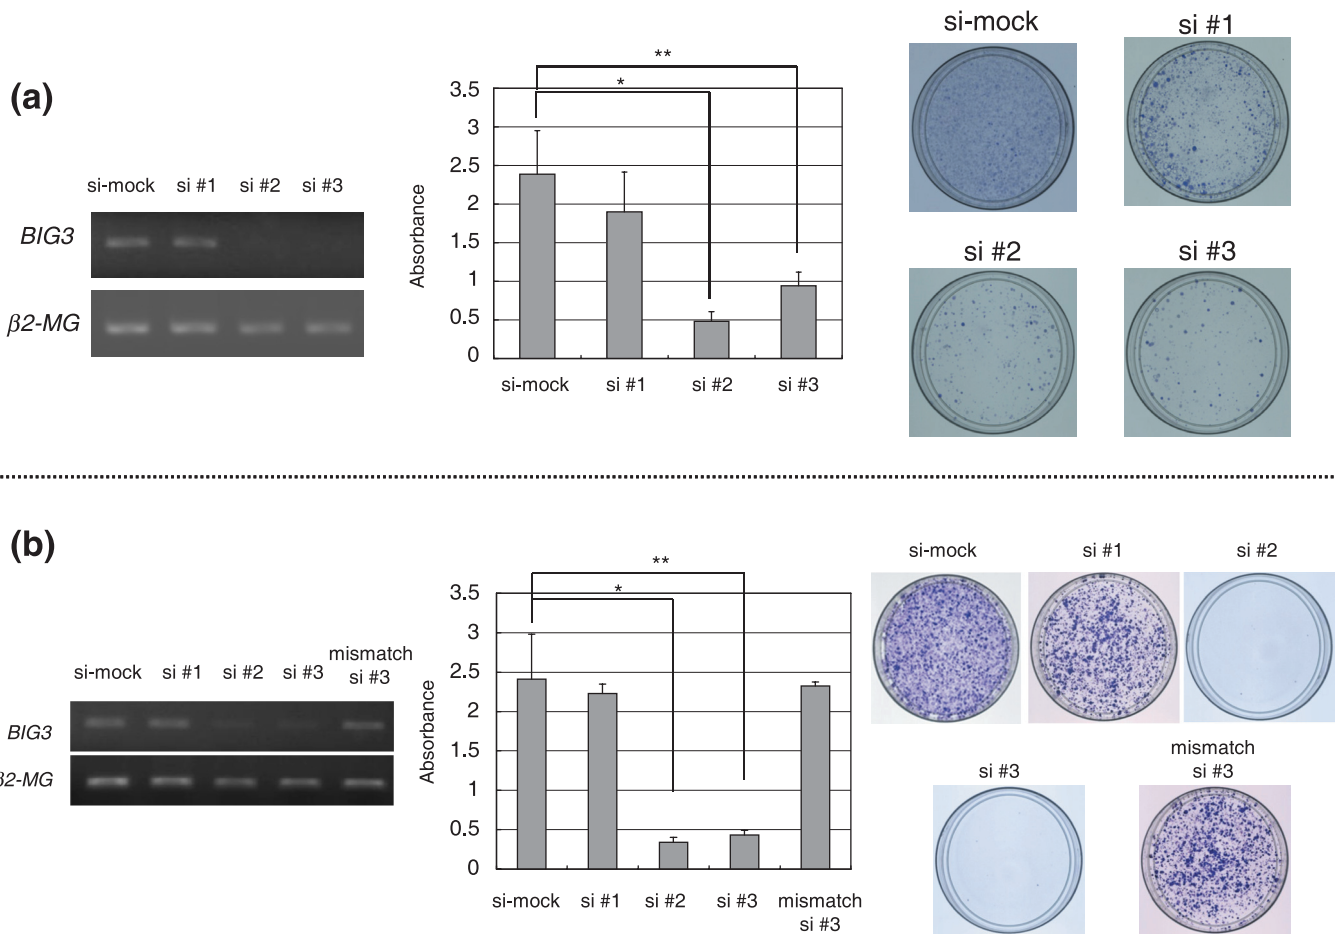 (a)
si-mock si #1 si #2 si #3
BIG3
β2-MG
**
*
3.5
3
2.5
2
1.5
1
0.5
0
Absorbance
si-mock si #1 si #2 si #3
si-mock si #1
si #2 si #3
(b)
si-mock si #1 si #2 si #3 mismatch
si #3
BIG3
β2-MG
**
*
3.5
3
2.5
2
1.5
1
0.5
0
Absorbance
si-mock si #1 si #2 si #3 mismatch
si #3
si-mock si #1 si #2
si #3
mismatch
si #3